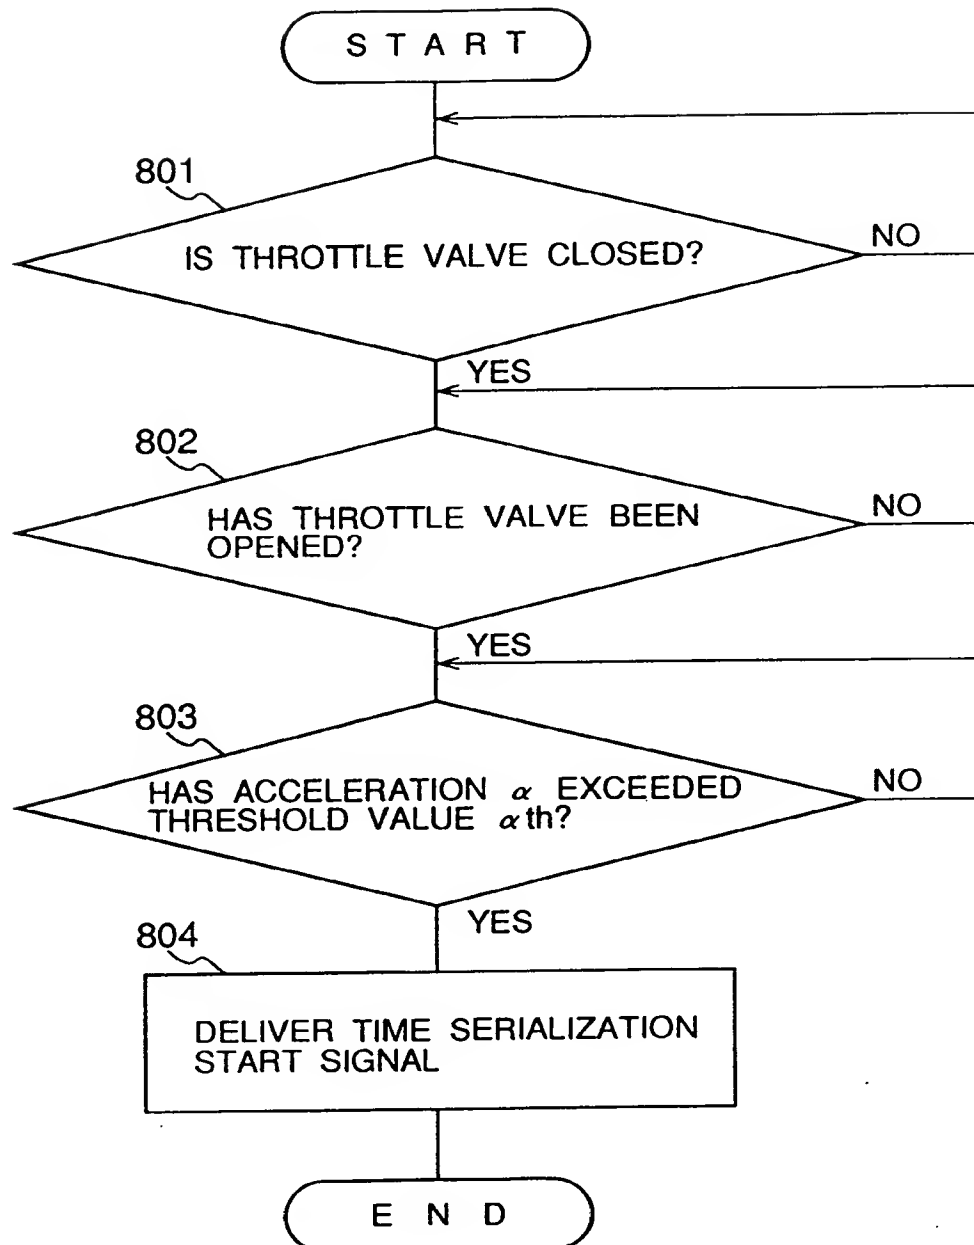 START
801
IS THROTTLE VALVE CLOSED?
NO
YES
802
HAS THROTTLE VALVE BEEN
OPENED?
NO
YES
803
HAS ACCELERATION α EXCEEDED
THRESHOLD VALUE αth?
NO
YES
804
DELIVER TIME SERIALIZATION
START SIGNAL
END